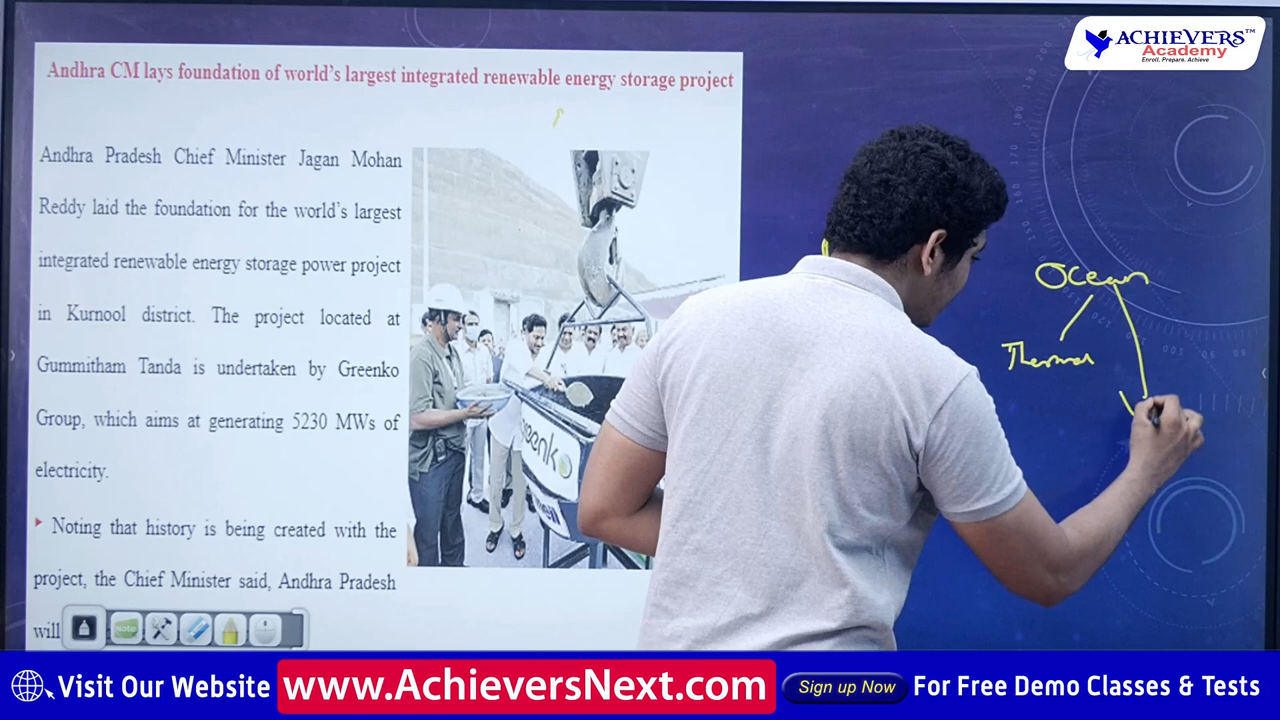 Andhra CM lays foundation of world's largest integrated renewable energy storage project
Andhra Pradesh Chief Minister Jagan Mohan
Reddy laid the foundation for the world's largest
integrated renewable energy storage power project
in Kurnool district. The project located at
Gummitham Tanda is undertaken by Greenko
Group, which aims at generating 5230 MWs of
electricity.
Noting that history is being created with the
project, the Chief Minister said, Andhra Pradesh
will
greenko
Note
ACHIEVERS™
Academy
Enroll. Prepare. Achieve
Ocean
Thermal
Visit Our Website
www.AchieversNext.com
Sign up Now
For Free Demo Classes & Tests